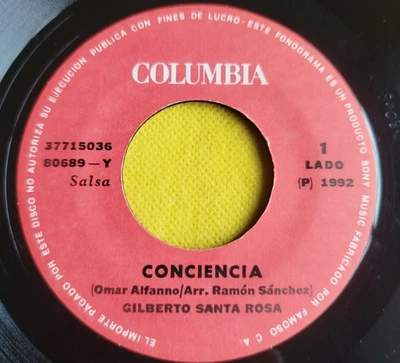 EL IMPORTE PAGADO POR ESTE DISCO NO AUTORIZA SU EJECUCION PUBLICA CON FINES DE LUCRO-ESTE FONOGRAMA ES UN PRODUCTO SONY MUSIC FABRICADO POR FAMOSO C.A.
COLUMBIA
37715036
80689-Y
Salsa
1
LADO
(P) 1992
CONCIENCIA
(Omar Alfanno/Arr. Ramón Sánchez)
GILBERTO SANTA ROSA